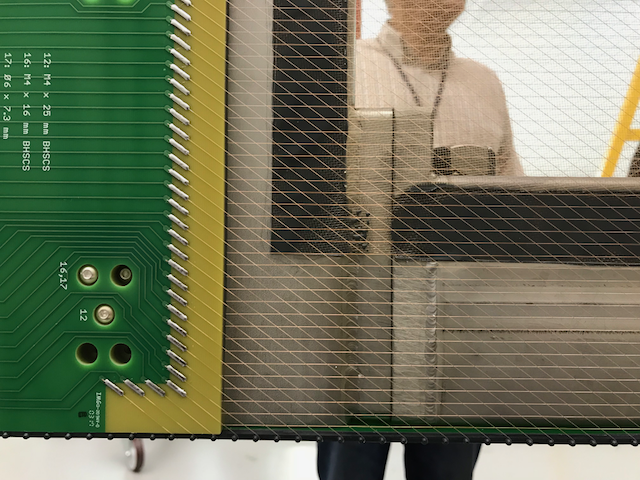 12: M4 x 25 mm BHSCS
16: M4 x 16 mm BHSCS
17: Ø6 x 7.3 mm
16,17
12